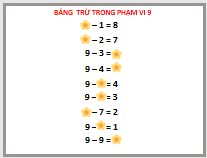 BẢNG TRỪ TRONG PHẠM VI 9
– 1 = 8
– 2 = 7
9 – 3 =
9 – 4 =
9 – = 4
9 – = 3
– 7 = 2
9 – = 1
9 – 9 =